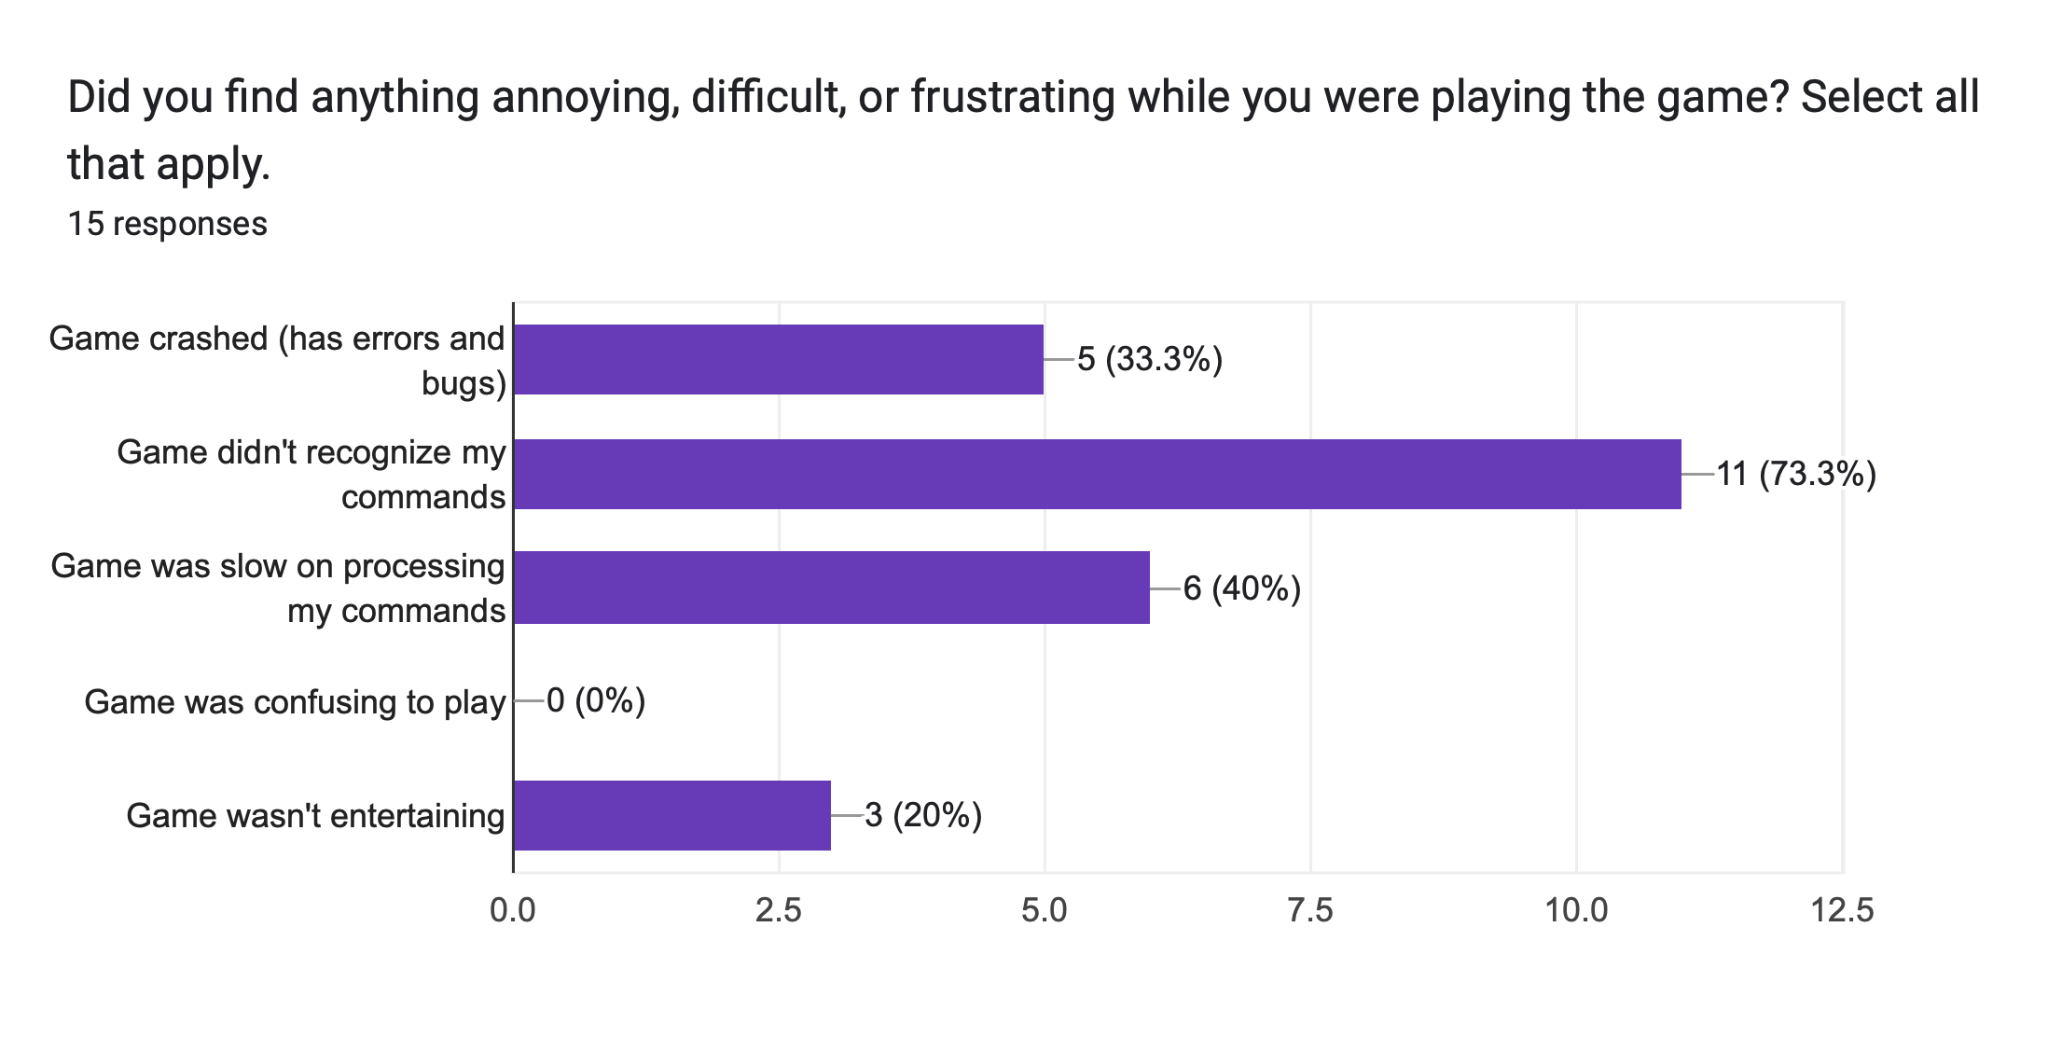 Did you find anything annoying, difficult, or frustrating while you were playing the game? Select all
that apply.
15 responses
Game crashed (has errors and
bugs)
5 (33.3%)
Game didn't recognize my
commands
11 (73.3%)
Game was slow on processing
my commands
6 (40%)
Game was confusing to play
0 (0%)
Game wasn't entertaining
3 (20%)
0.0 2.5 5.0 7.5 10.0 12.5